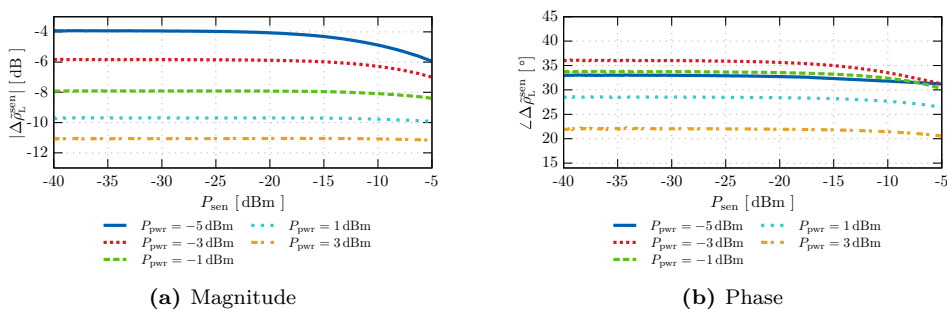 -4
-6
-8
-10
-12
|Δρ̃_L^sen| [ dB ]
-40 -35 -30 -25 -20 -15 -10 -5
P_sen [ dBm ]
P_pwr = −5 dBm
P_pwr = −3 dBm
P_pwr = −1 dBm
P_pwr = 1 dBm
P_pwr = 3 dBm
(a) Magnitude
45
40
35
30
25
20
15
∠Δρ̃_L^sen [ ° ]
-40 -35 -30 -25 -20 -15 -10 -5
P_sen [ dBm ]
P_pwr = −5 dBm
P_pwr = −3 dBm
P_pwr = −1 dBm
P_pwr = 1 dBm
P_pwr = 3 dBm
(b) Phase